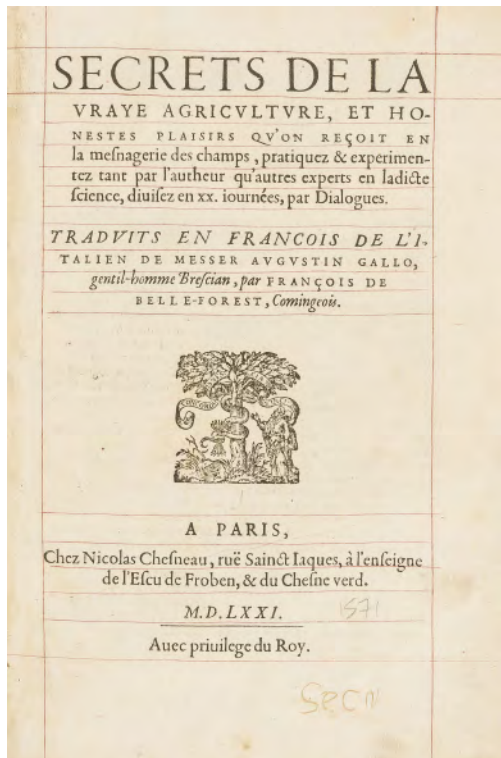 SECRETS DE LA
VRAYE AGRICVLTVRE, ET HO-
NESTES PLAISIRS QV'ON REÇOIT EN
la meſnagerie des champs, pratiquez & experimen-
tez tant par l'autheur qu'autres experts en ladicte
ſcience, diuiſez en xx. iournées, par Dialogues.
TRADVITS EN FRANCOIS DE L'I-
TALIEN DE MESSER AVGVSTIN GALLO,
gentil-homme Breſcian, par FRANÇOIS DE
BELLE-FOREST, Comingeois.
A PARIS,
Chez Nicolas Cheſneau, ruë Sainct Iaques, à l'enſeigne
de l'Eſcu de Froben, & du Cheſne verd.
M.D.LXXI. 1571
Auec priuilege du Roy.